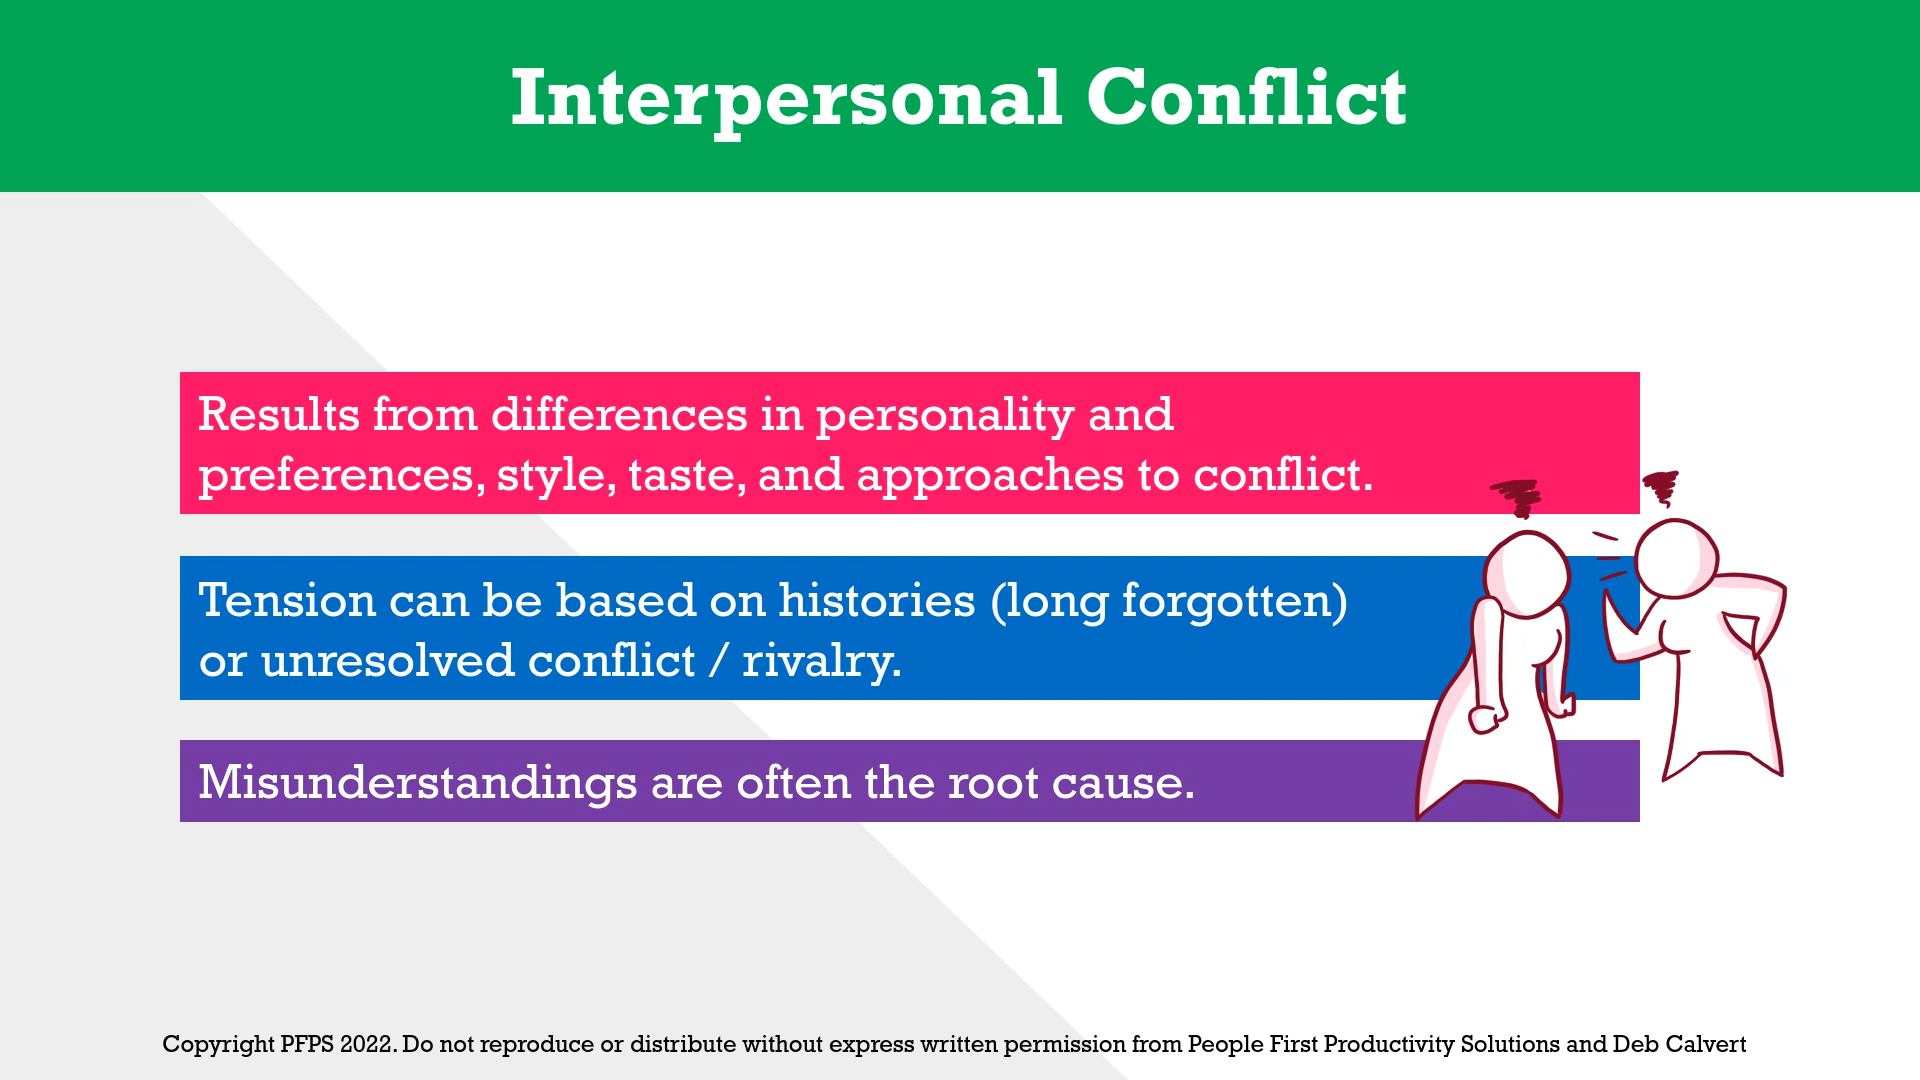 Interpersonal Conflict
Results from differences in personality and
preferences, style, taste, and approaches to conflict.
Tension can be based on histories (long forgotten)
or unresolved conflict / rivalry.
Misunderstandings are often the root cause.
Copyright PFPS 2022. Do not reproduce or distribute without express written permission from People First Productivity Solutions and Deb Calvert